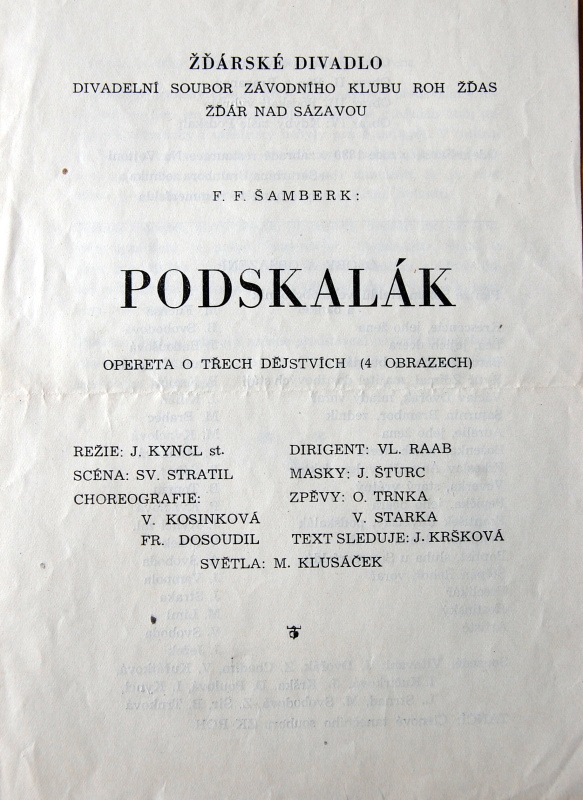 ŽĎÁRSKÉ DIVADLO
DIVADELNÍ SOUBOR ZÁVODNÍHO KLUBU ROH ŽĎAS
ŽĎÁR NAD SÁZAVOU
F. F. ŠAMBERK:
PODSKALÁK
OPERETA O TŘECH DĚJSTVÍCH (4 OBRAZECH)
REŽIE: J. KYNCL st.
SCÉNA: SV. STRATIL
CHOREOGRAFIE:
V. KOSINKOVÁ
FR. DOSOUDIL
DIRIGENT: VL. RAAB
MASKY: J. ŠTURC
ZPĚVY: O. TRNKA
V. STARKA
TEXT SLEDUJE: J. KRŠKOVÁ
SVĚTLA: M. KLUSÁČEK